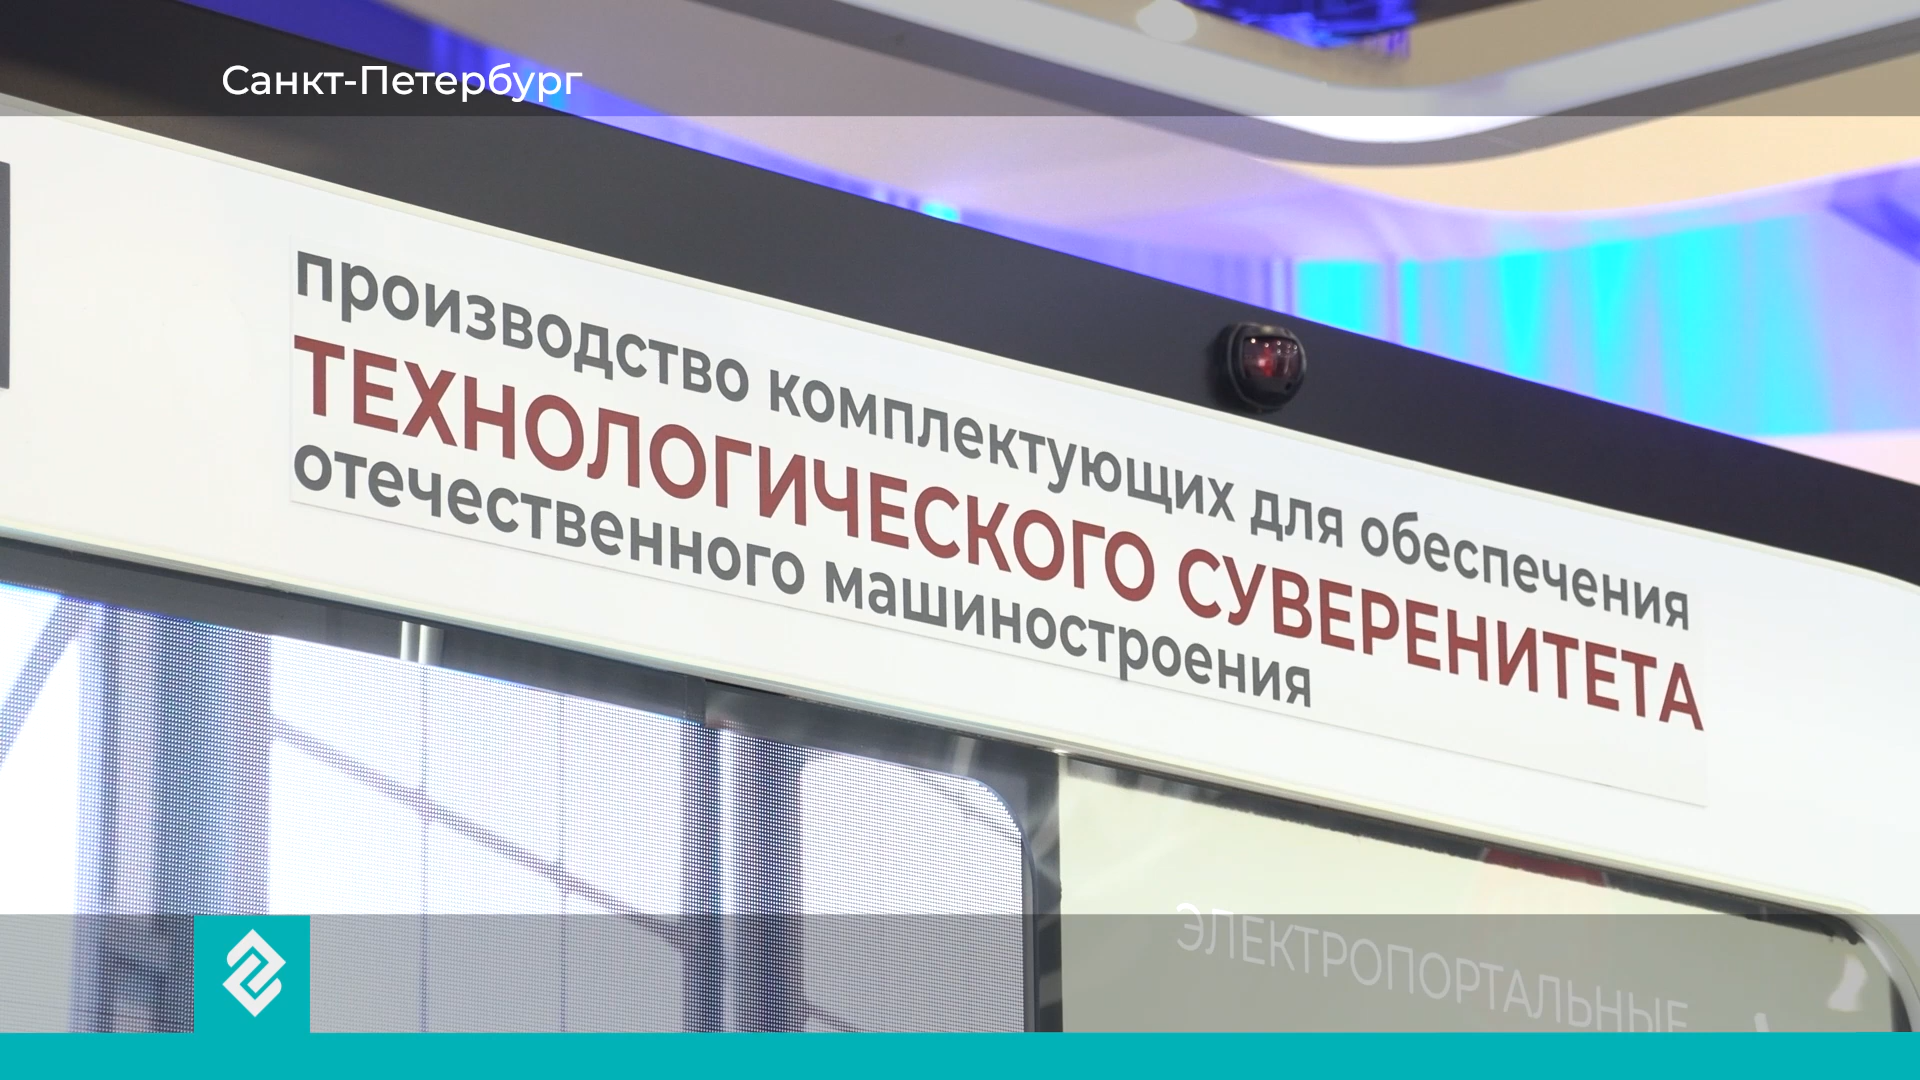 Санкт-Петербург
производство комплектующих для обеспечения
ТЕХНОЛОГИЧЕСКОГО СУВЕРЕНИТЕТА
отечественного машиностроения
ЭЛЕКТРОПОРТАЛЬНЫЕ